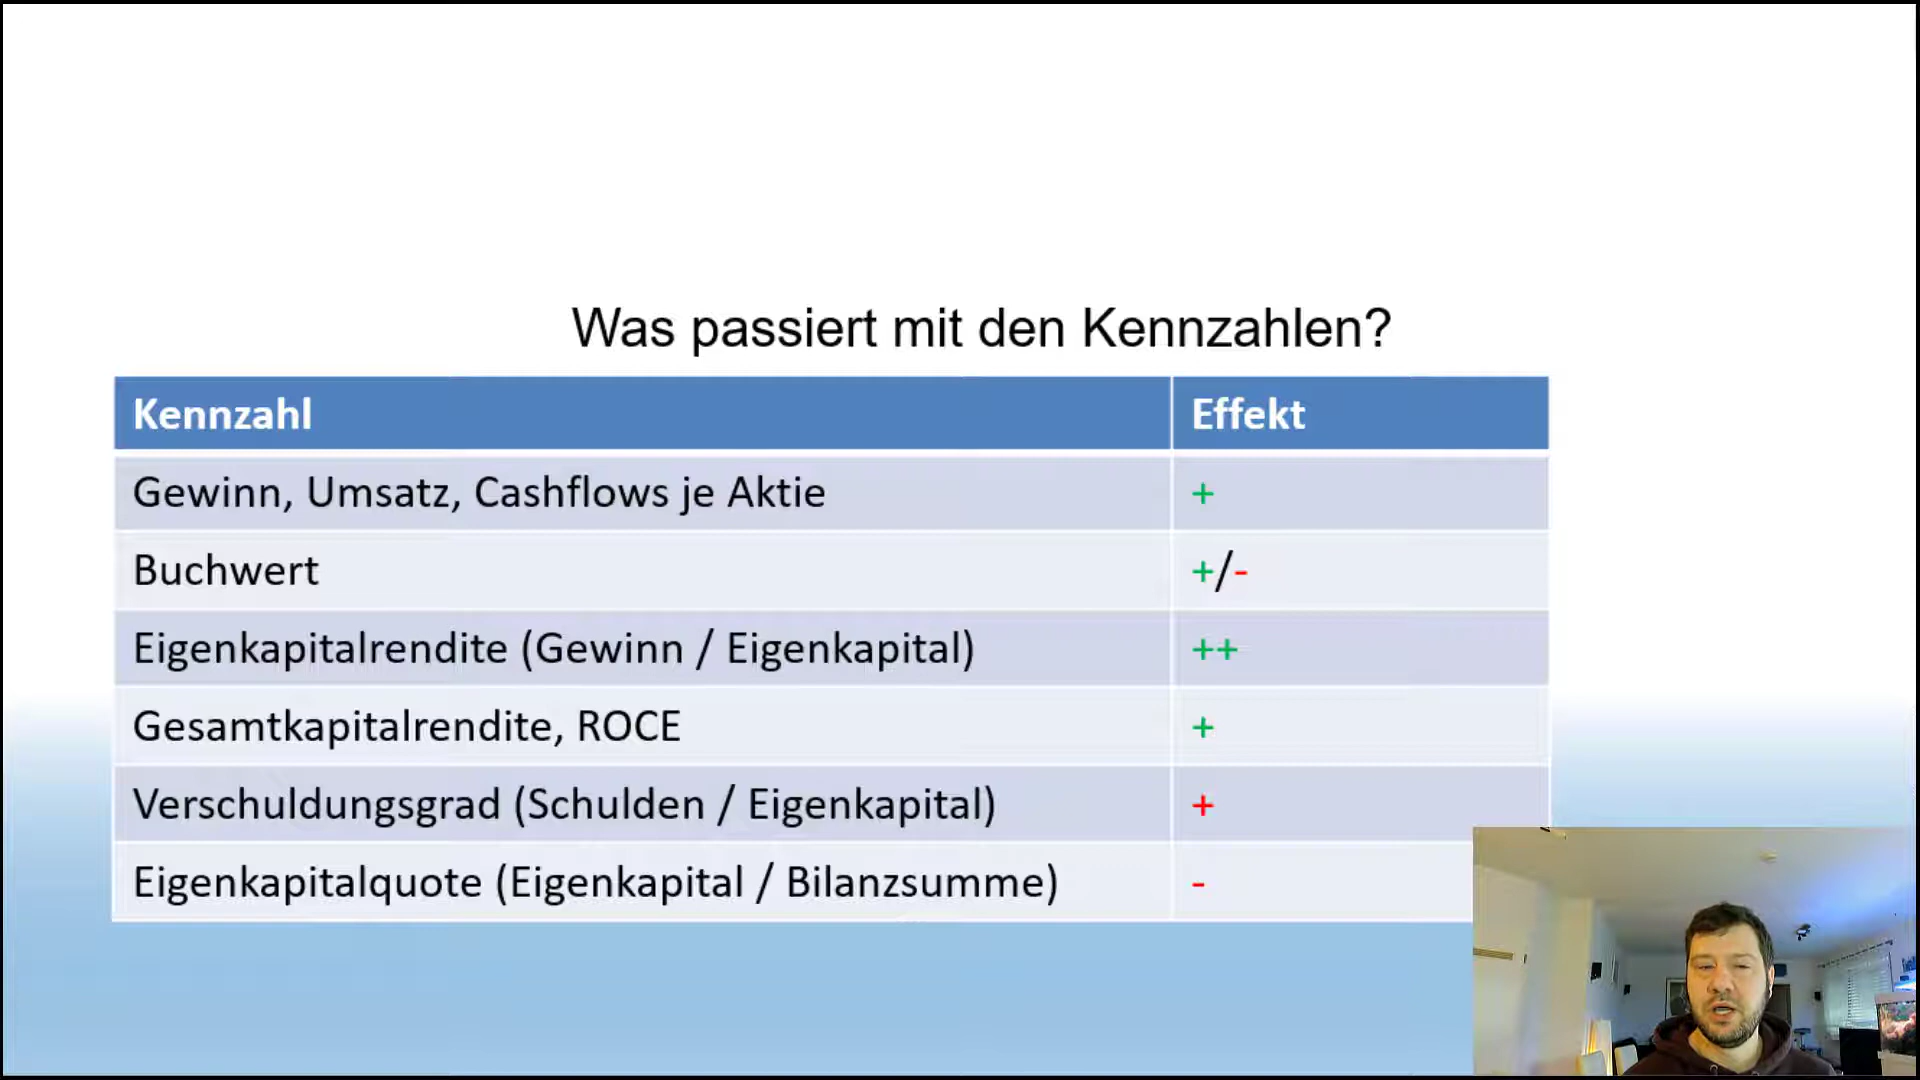 Was passiert mit den Kennzahlen?
Kennzahl Effekt
Gewinn, Umsatz, Cashflows je Aktie +
Buchwert +/-
Eigenkapitalrendite (Gewinn / Eigenkapital) ++
Gesamtkapitalrendite, ROCE +
Verschuldungsgrad (Schulden / Eigenkapital) +
Eigenkapitalquote (Eigenkapital / Bilanzsumme) -